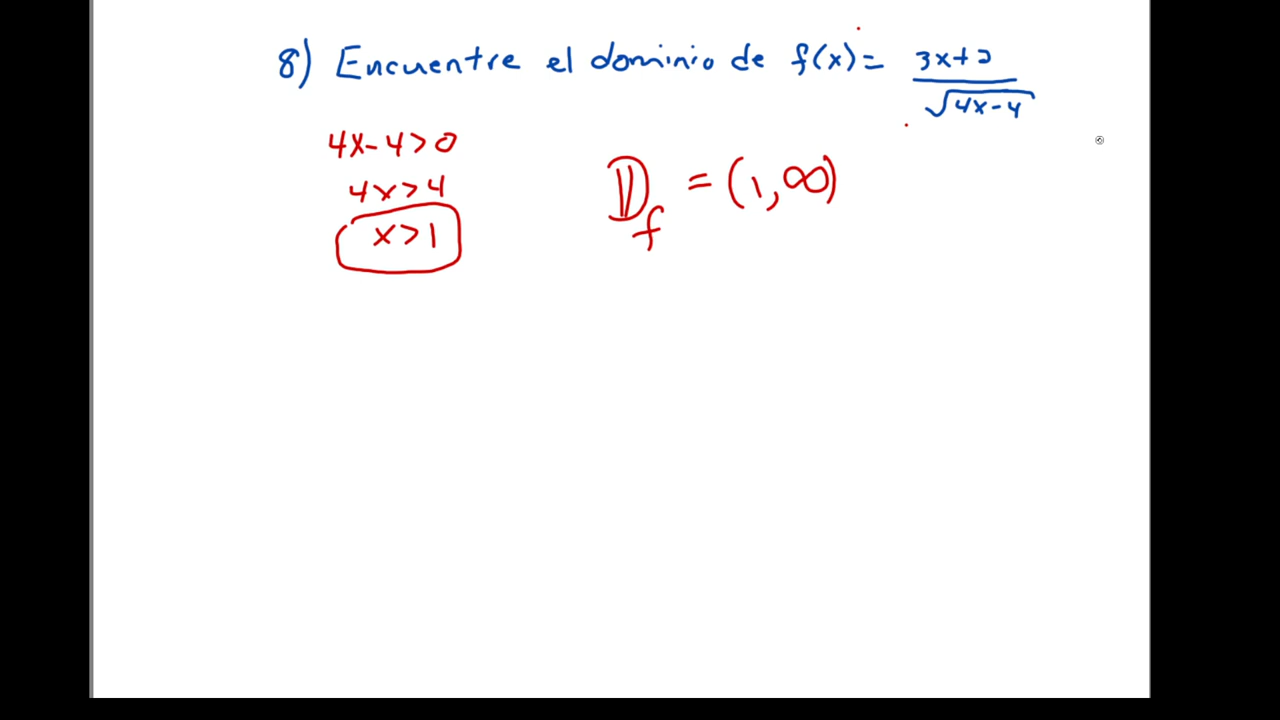 8) Encuentre el dominio de f(x) = 3x+2 / √4x-4
4x-4>0
4x>4
x>1
D_f = (1, ∞)